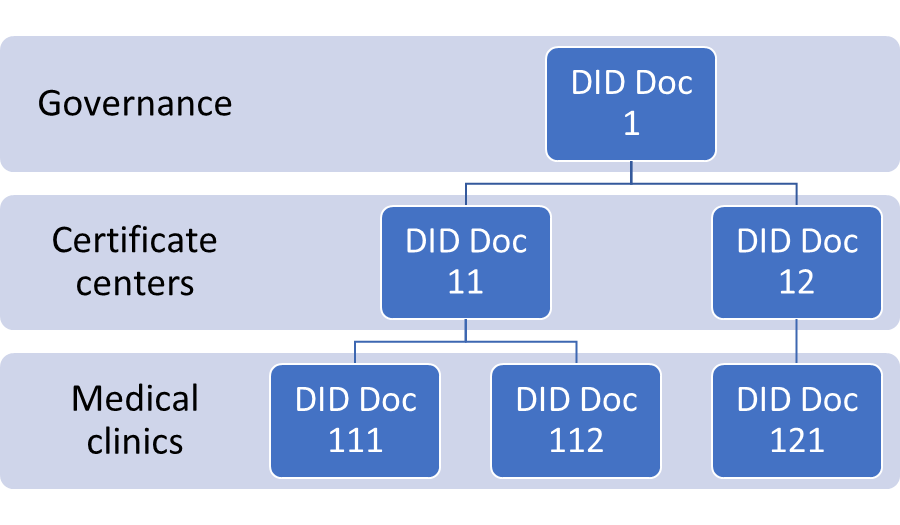 Governance
DID Doc
1
Certificate
centers
DID Doc
11
DID Doc
12
Medical
clinics
DID Doc
111
DID Doc
112
DID Doc
121